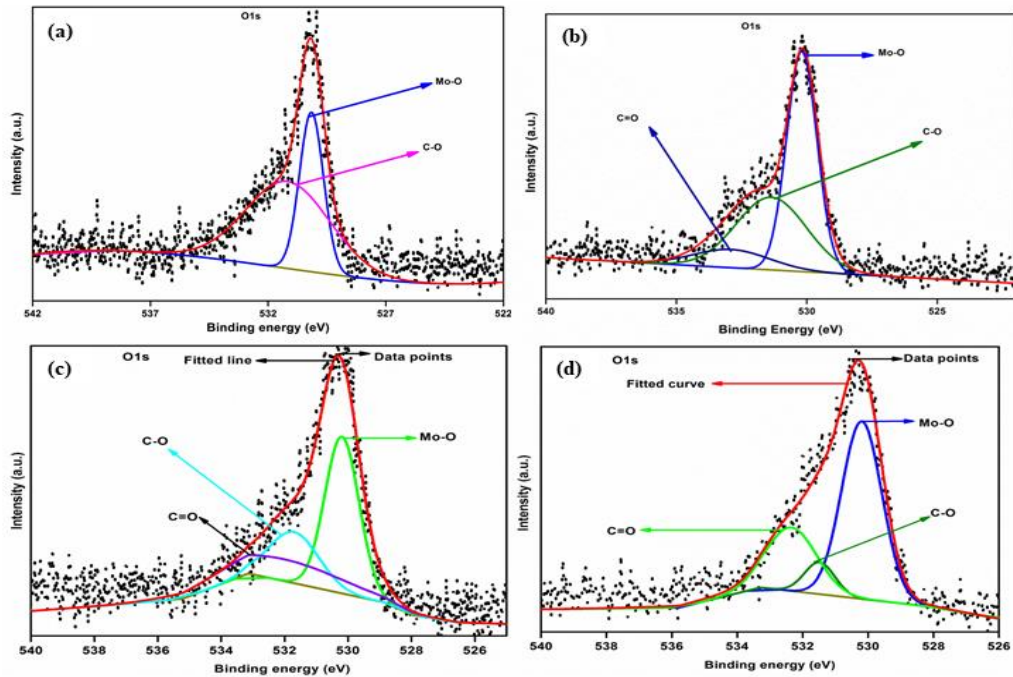 (a)
O1s
Mo-O
C-O
Intensity (a.u.)
542 537 532 527 522
Binding energy (eV)
(b)
O1s
Mo-O
C=O
C-O
Intensity (a.u.)
540 535 530 525
Binding Energy (eV)
(c)
O1s
Fitted line
Data points
C-O
Mo-O
C=O
Intensity (a.u.)
540 538 536 534 532 530 528 526
Binding energy (eV)
(d)
O1s
Data points
Fitted curve
Mo-O
C=O
C-O
Intensity (a.u.)
540 538 536 534 532 530 528 526
Binding energy (eV)